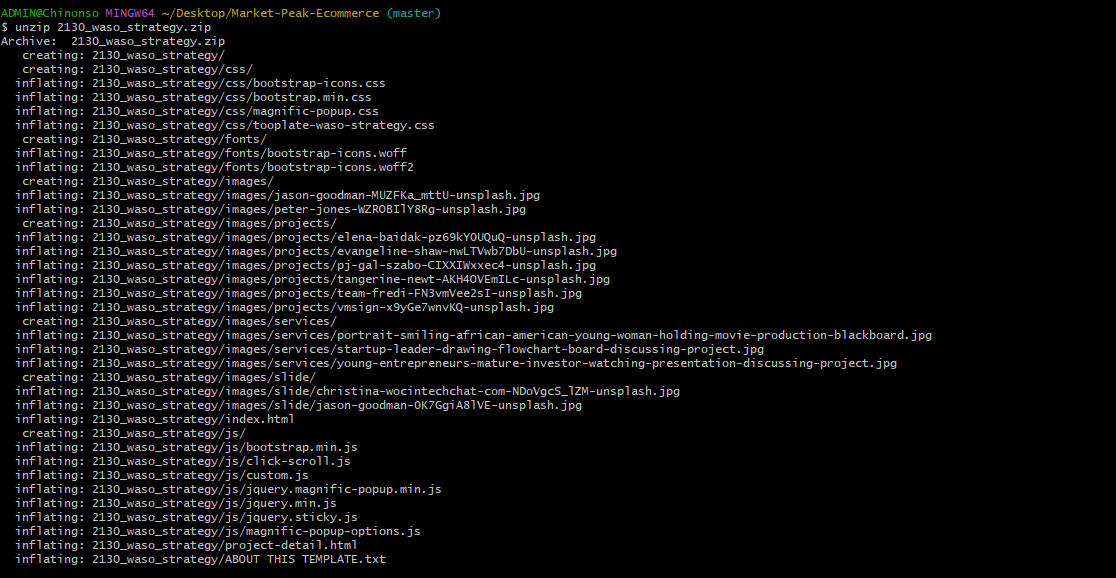 ADMIN@Chinonso MINGW64 ~/Desktop/Market-Peak-Ecommerce (master)
$ unzip 2130_waso_strategy.zip
Archive:  2130_waso_strategy.zip
   creating: 2130_waso_strategy/
   creating: 2130_waso_strategy/css/
  inflating: 2130_waso_strategy/css/bootstrap-icons.css
  inflating: 2130_waso_strategy/css/bootstrap.min.css
  inflating: 2130_waso_strategy/css/magnific-popup.css
  inflating: 2130_waso_strategy/css/tooplate-waso-strategy.css
   creating: 2130_waso_strategy/fonts/
  inflating: 2130_waso_strategy/fonts/bootstrap-icons.woff
  inflating: 2130_waso_strategy/fonts/bootstrap-icons.woff2
   creating: 2130_waso_strategy/images/
  inflating: 2130_waso_strategy/images/jason-goodman-MUZFKa_mttU-unsplash.jpg
  inflating: 2130_waso_strategy/images/peter-jones-WZROBIlY8Rg-unsplash.jpg
   creating: 2130_waso_strategy/images/projects/
  inflating: 2130_waso_strategy/images/projects/elena-baidak-pz69kYOUQuQ-unsplash.jpg
  inflating: 2130_waso_strategy/images/projects/evangeline-shaw-nwLTVwb7DbU-unsplash.jpg
  inflating: 2130_waso_strategy/images/projects/pj-gal-szabo-CIXXIWxxec4-unsplash.jpg
  inflating: 2130_waso_strategy/images/projects/tangerine-newt-AKH4OVEmILc-unsplash.jpg
  inflating: 2130_waso_strategy/images/projects/team-fredi-FN3vmVee2sI-unsplash.jpg
  inflating: 2130_waso_strategy/images/projects/vmsign-x9yGe7wnvKQ-unsplash.jpg
   creating: 2130_waso_strategy/images/services/
  inflating: 2130_waso_strategy/images/services/portrait-smiling-african-american-young-woman-holding-movie-production-blackboard.jpg
  inflating: 2130_waso_strategy/images/services/startup-leader-drawing-flowchart-board-discussing-project.jpg
  inflating: 2130_waso_strategy/images/services/young-entrepreneurs-mature-investor-watching-presentation-discussing-project.jpg
   creating: 2130_waso_strategy/images/slide/
  inflating: 2130_waso_strategy/images/slide/christina-wocintechchat-com-NDoVgcS_lZM-unsplash.jpg
  inflating: 2130_waso_strategy/images/slide/jason-goodman-0K7GgiA8lVE-unsplash.jpg
  inflating: 2130_waso_strategy/index.html
   creating: 2130_waso_strategy/js/
  inflating: 2130_waso_strategy/js/bootstrap.min.js
  inflating: 2130_waso_strategy/js/click-scroll.js
  inflating: 2130_waso_strategy/js/custom.js
  inflating: 2130_waso_strategy/js/jquery.magnific-popup.min.js
  inflating: 2130_waso_strategy/js/jquery.min.js
  inflating: 2130_waso_strategy/js/jquery.sticky.js
  inflating: 2130_waso_strategy/js/magnific-popup-options.js
  inflating: 2130_waso_strategy/project-detail.html
  inflating: 2130_waso_strategy/ABOUT THIS TEMPLATE.txt